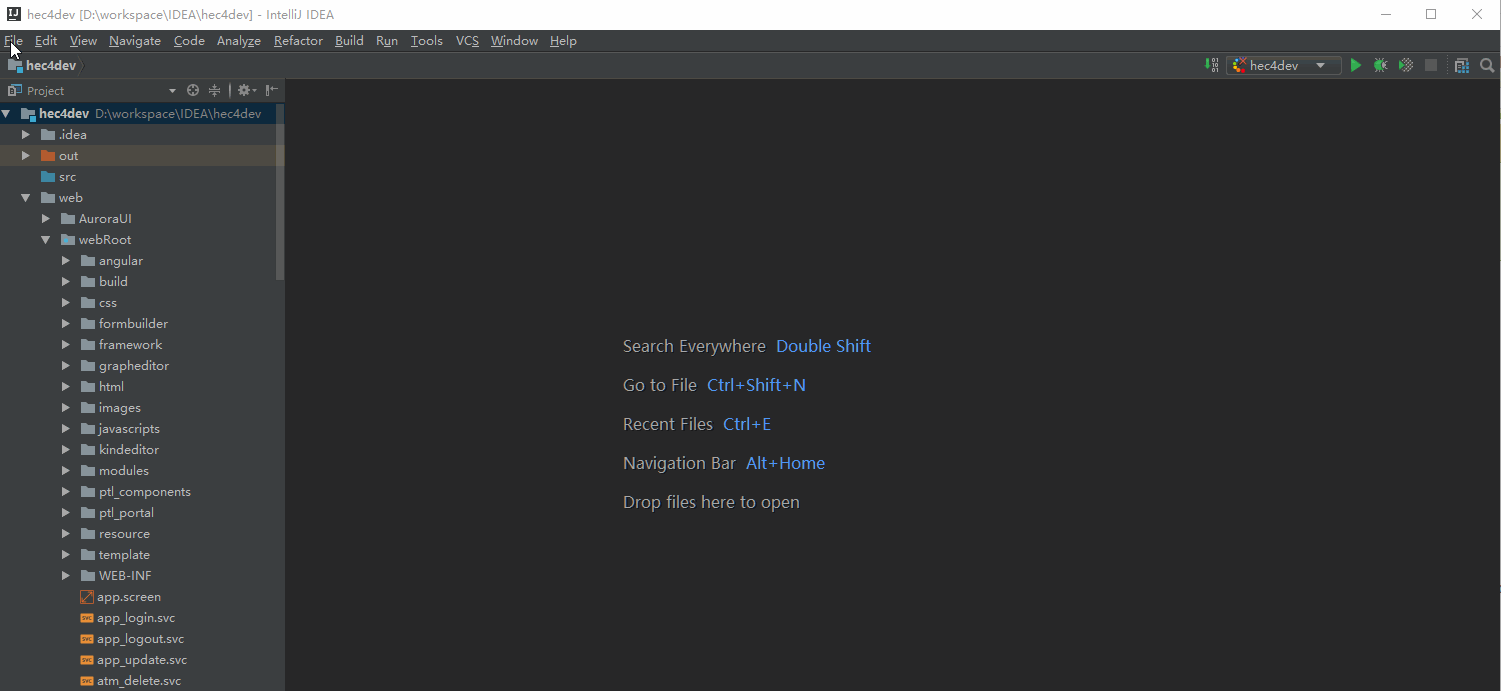 hec4dev [D:\workspace\IDEA\hec4dev] - IntelliJ IDEA
File Edit View Navigate Code Analyze Refactor Build Run Tools VCS Window Help
hec4dev hec4dev
Project
hec4dev D:\workspace\IDEA\hec4dev
.idea
out
src
web
AuroraUI
webRoot
angular
build
css
formbuilder
framework
grapheditor
html
images
javascripts
kindeditor
modules
ptl_components
ptl_portal
resource
template
WEB-INF
app.screen
app_login.svc
app_logout.svc
app_update.svc
atm_delete.svc
Search Everywhere Double Shift
Go to File Ctrl+Shift+N
Recent Files Ctrl+E
Navigation Bar Alt+Home
Drop files here to open